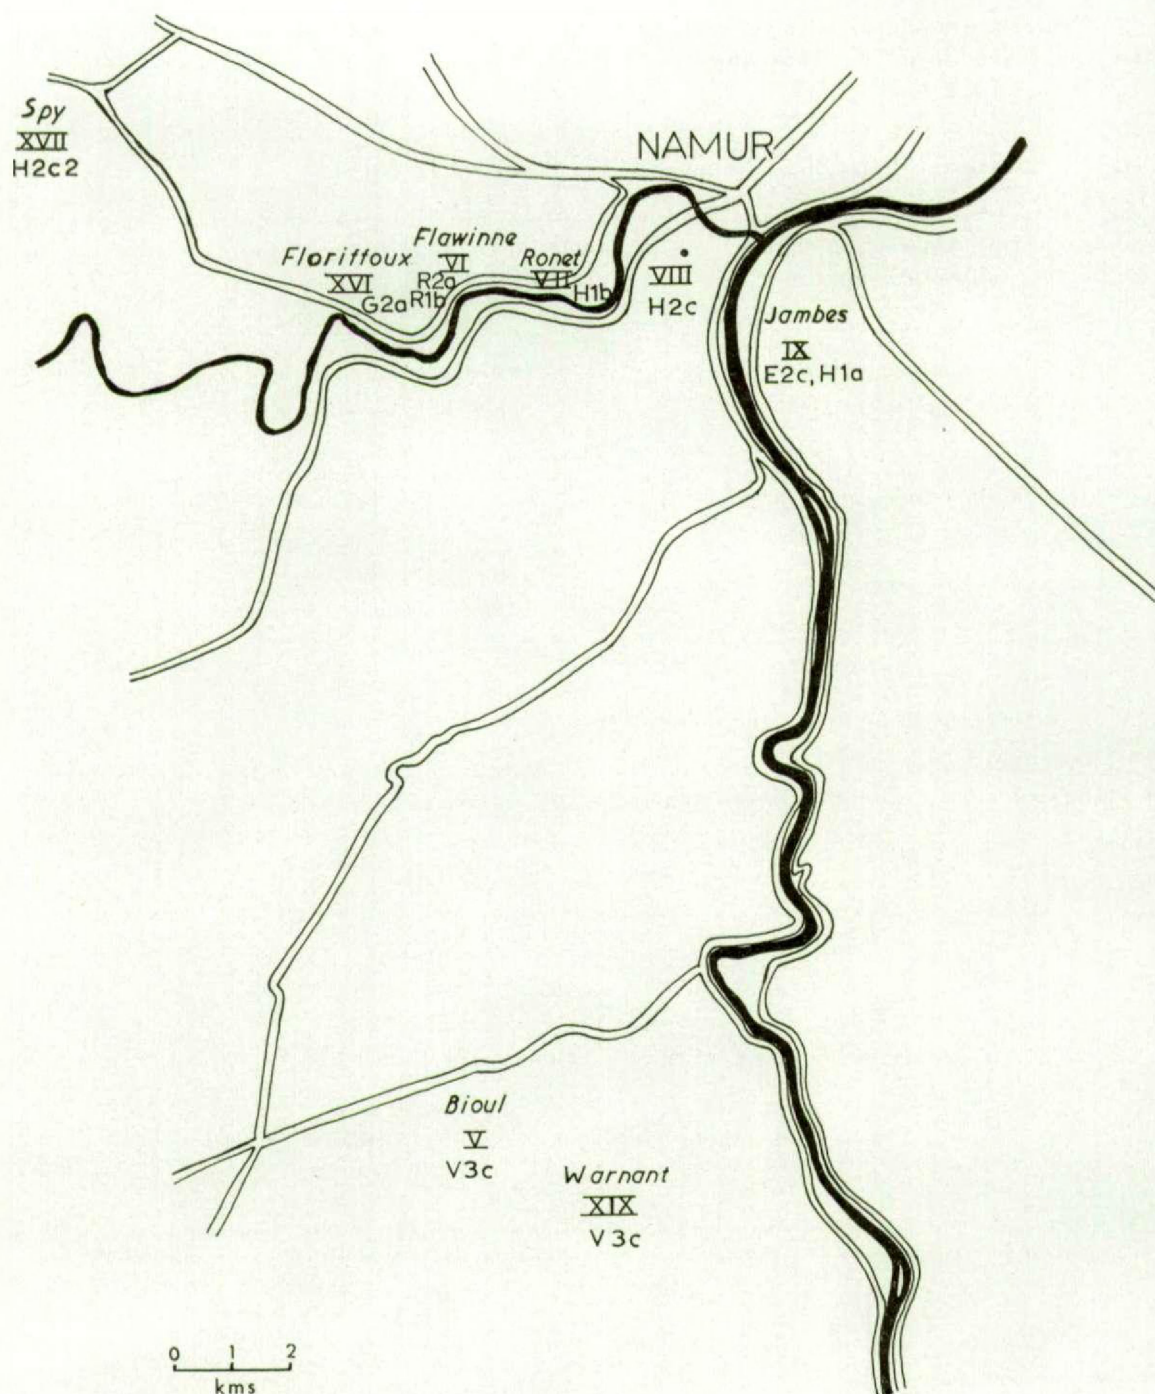 NAMUR
Spy
XVII
H2c2
Floriffoux
XVI
G2a
Flawinne
VI
R2a
R1b
Ronet
VII
H1b
VIII
H2c
Jambes
IX
E2c, H1a
Bioul
V
V3c
Warnant
XIX
V3c
0 1 2
kms